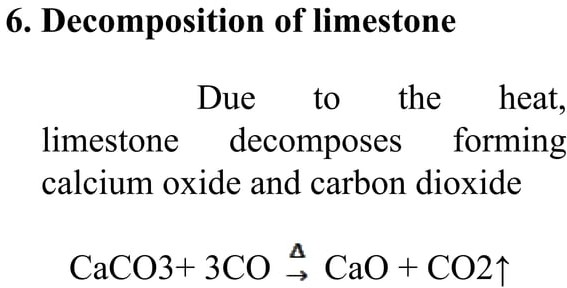 6. Decomposition of limestone
Due to the heat,
limestone decomposes forming
calcium oxide and carbon dioxide
CaCO3+ 3CO Δ→ CaO + CO2↑